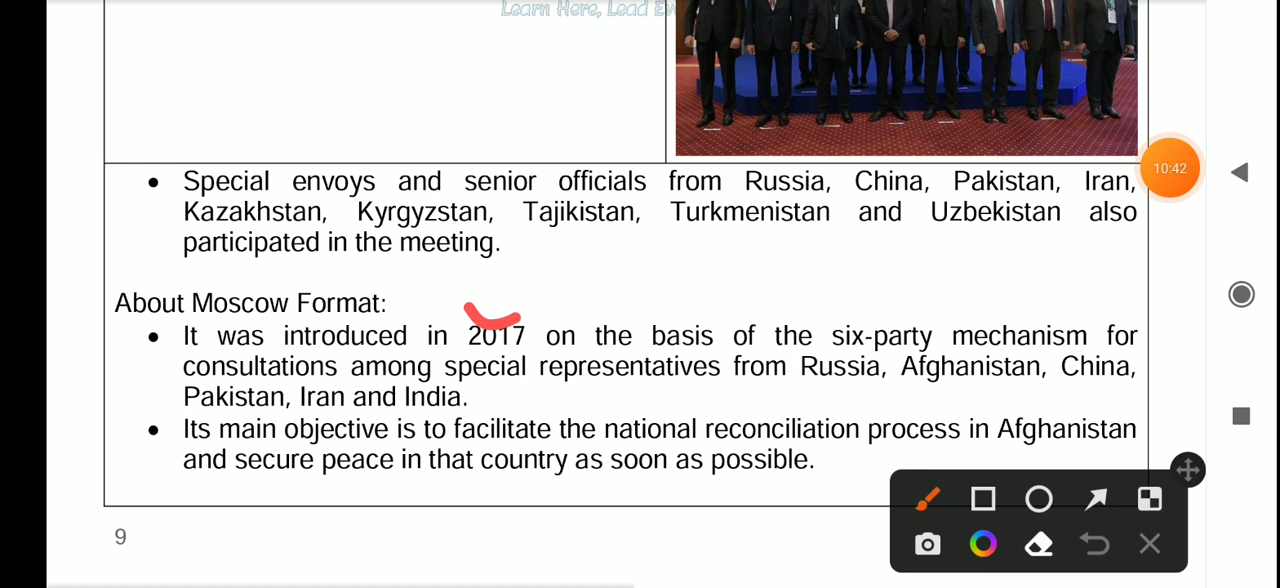 Learn Here, Lead
10:42
• Special envoys and senior officials from Russia, China, Pakistan, Iran,
Kazakhstan, Kyrgyzstan, Tajikistan, Turkmenistan and Uzbekistan also
participated in the meeting.
About Moscow Format:
• It was introduced in 2017 on the basis of the six-party mechanism for
consultations among special representatives from Russia, Afghanistan, China,
Pakistan, Iran and India.
• Its main objective is to facilitate the national reconciliation process in Afghanistan
and secure peace in that country as soon as possible.
9